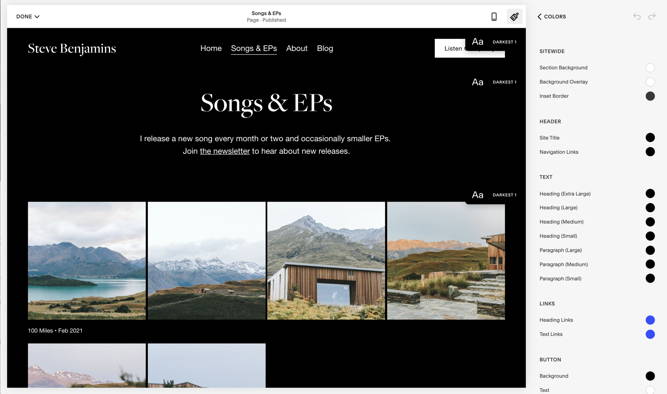 DONE
Songs & EPs
Page · Published
COLORS
Steve Benjamins
Home
Songs & EPs
About
Blog
Aa
DARKEST 1
Aa
DARKEST 1
Songs & EPs
I release a new song every month or two and occasionally smaller EPs.
Join the newsletter to hear about new releases.
Aa
DARKEST 1
100 Miles • Feb 2021
SITEWIDE
Section Background
Background Overlay
Inset Border
HEADER
Site Title
Navigation Links
TEXT
Heading (Extra Large)
Heading (Large)
Heading (Medium)
Heading (Small)
Paragraph (Large)
Paragraph (Medium)
Paragraph (Small)
LINKS
Heading Links
Text Links
BUTTON
Background
Text